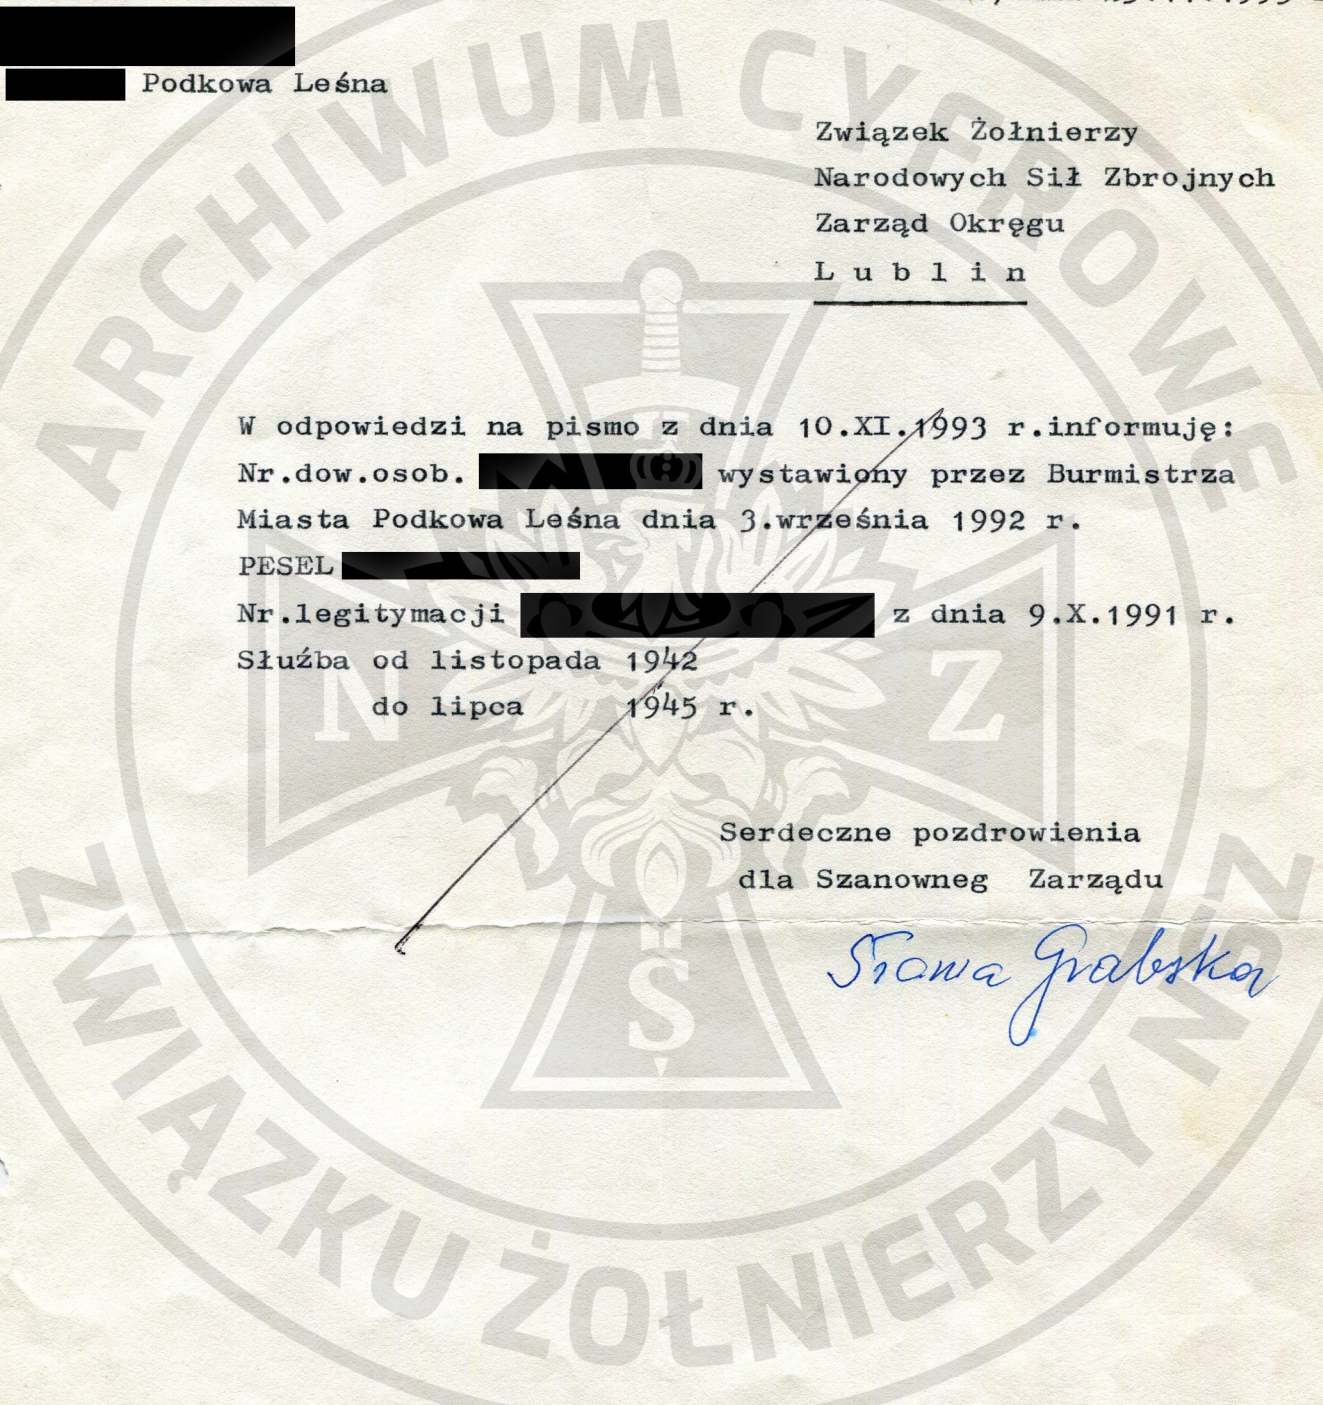 Podkowa Leśna
Związek Żołnierzy
Narodowych Sił Zbrojnych
Zarząd Okręgu
L u b l i n
W odpowiedzi na pismo z dnia 10.XI.1993 r.informuję:
Nr.dow.osob. wystawiony przez Burmistrza
Miasta Podkowa Leśna dnia 3.września 1992 r.
PESEL
Nr.legitymacji z dnia 9.X.1991 r.
Służba od listopada 1942
do lipca 1945 r.
Serdeczne pozdrowienia
dla Szanowneg Zarządu
Grabska
ARCHIWUM CYFROWE
ZWIĄZKU ŻOŁNIERZY NSZ
N Z
S